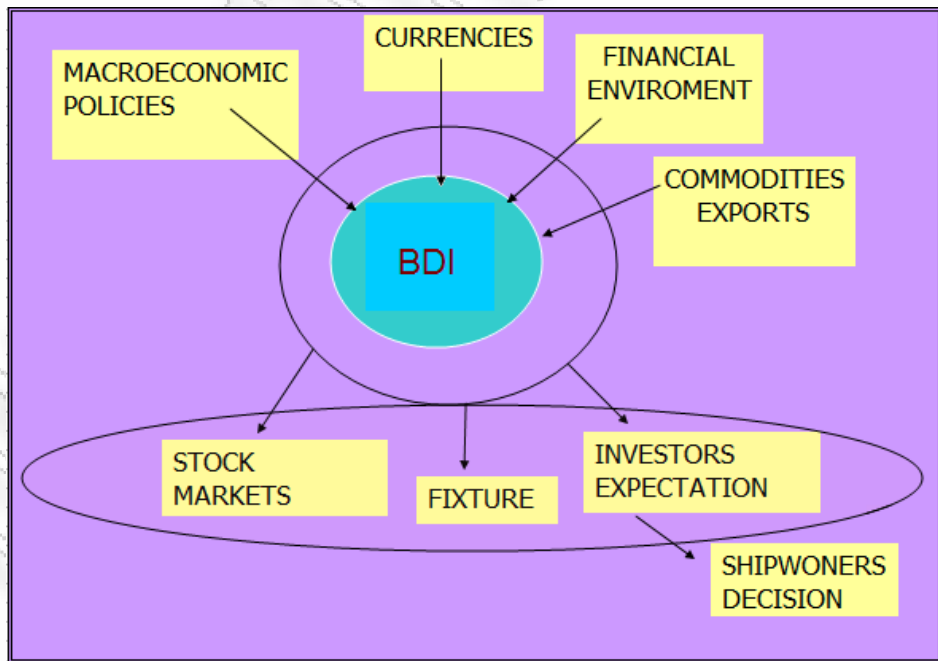 CURRENCIES
MACROECONOMIC
POLICIES
FINANCIAL
ENVIROMENT
COMMODITIES
EXPORTS
BDI
STOCK
MARKETS
FIXTURE
INVESTORS
EXPECTATION
SHIPWONERS
DECISION